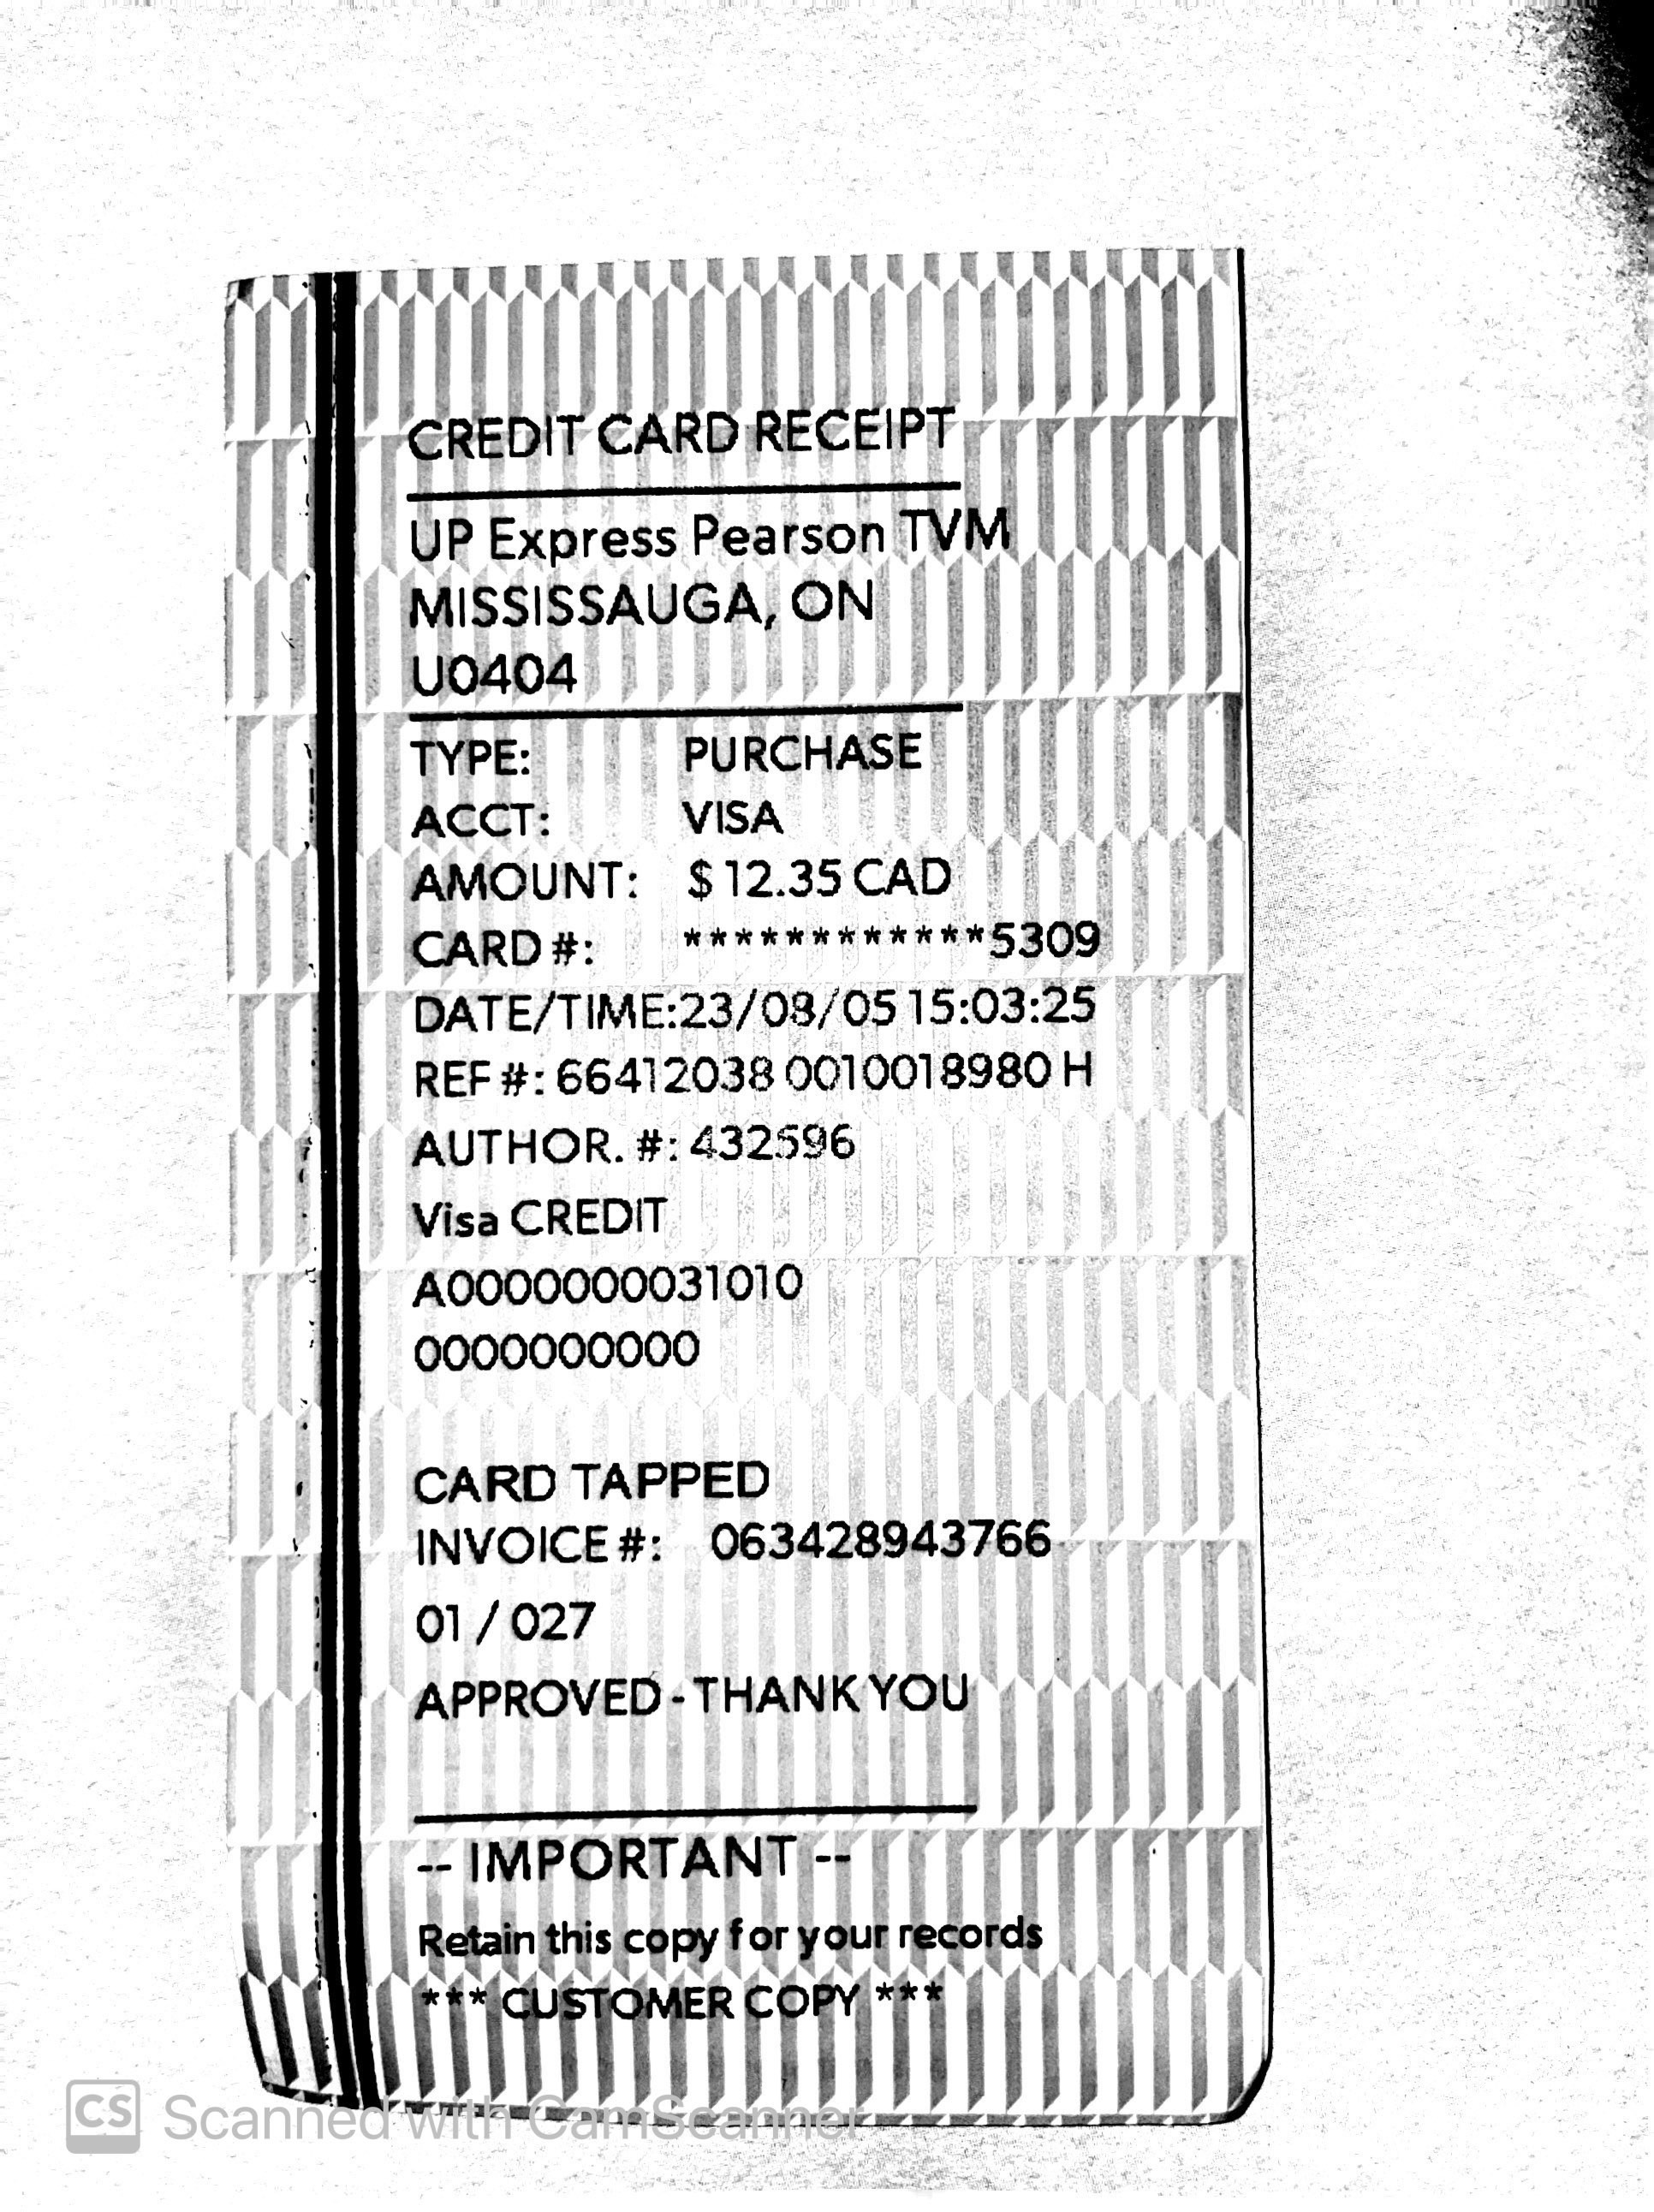 CREDIT CARD RECEIPT
UP Express Pearson TVM
MISSISSAUGA, ON
U0404
TYPE: PURCHASE
ACCT: VISA
AMOUNT: $ 12.35 CAD
CARD #: ************5309
DATE/TIME:23/08/05 15:03:25
REF #: 66412038 0010018980 H
AUTHOR. #: 432596
Visa CREDIT
A0000000031010
0000000000
CARD TAPPED
INVOICE #: 063428943766
01 / 027
APPROVED - THANK YOU
-- IMPORTANT --
Retain this copy for your records
*** CUSTOMER COPY ***
CS Scanned with CamScanner